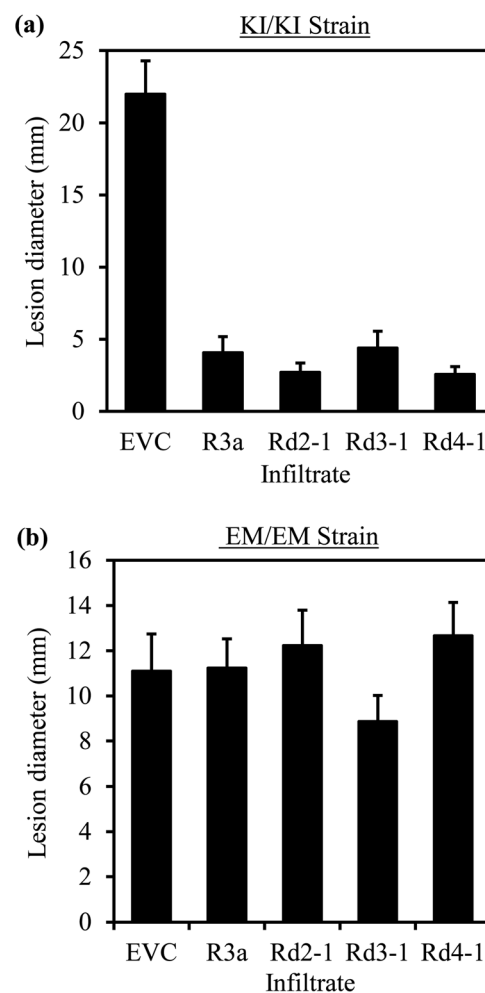 (a) KI/KI Strain
Lesion diameter (mm)
25
20
15
10
5
0
EVC R3a Rd2-1 Rd3-1 Rd4-1
Infiltrate
(b) EM/EM Strain
Lesion diameter (mm)
16
14
12
10
8
6
4
2
0
EVC R3a Rd2-1 Rd3-1 Rd4-1
Infiltrate